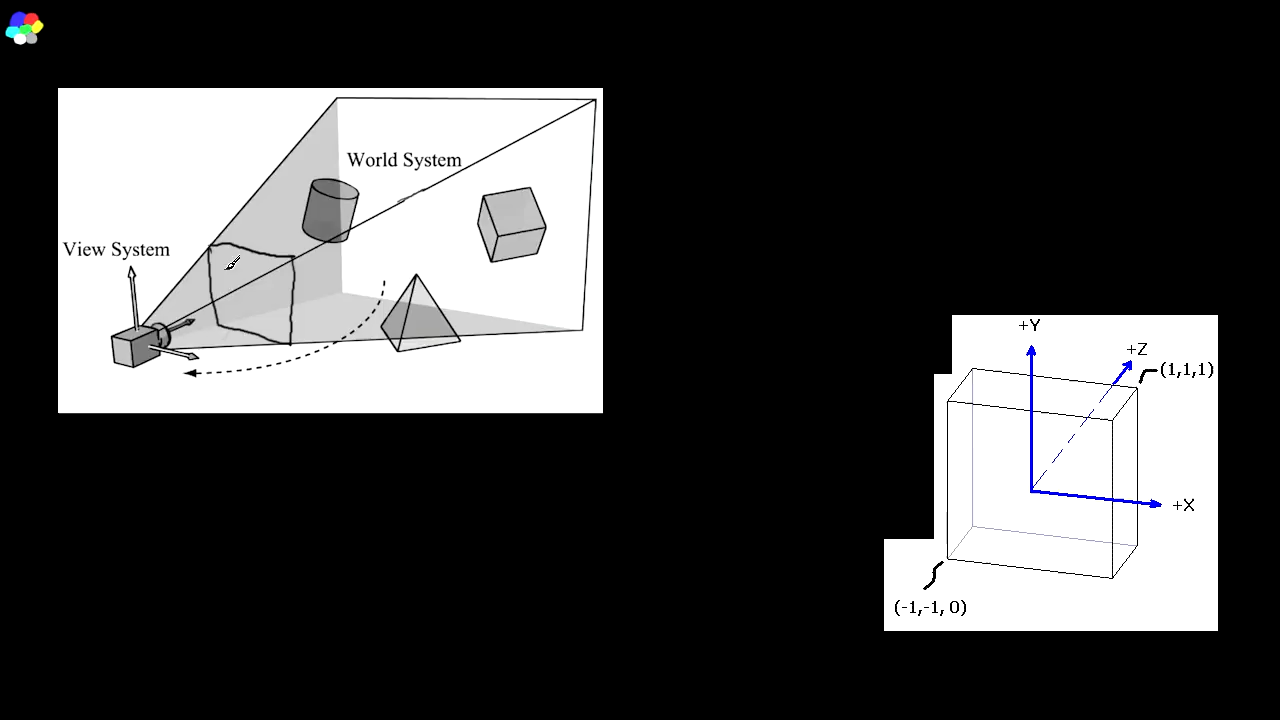 World System
View System
+Y
+Z
(1,1,1)
+X
(-1,-1, 0)